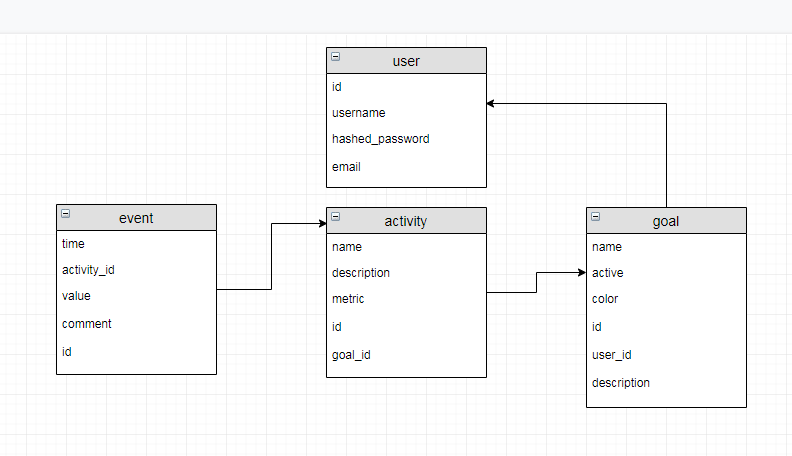 user
id
username
hashed_password
email
event
time
activity_id
value
comment
id
activity
name
description
metric
id
goal_id
goal
name
active
color
id
user_id
description